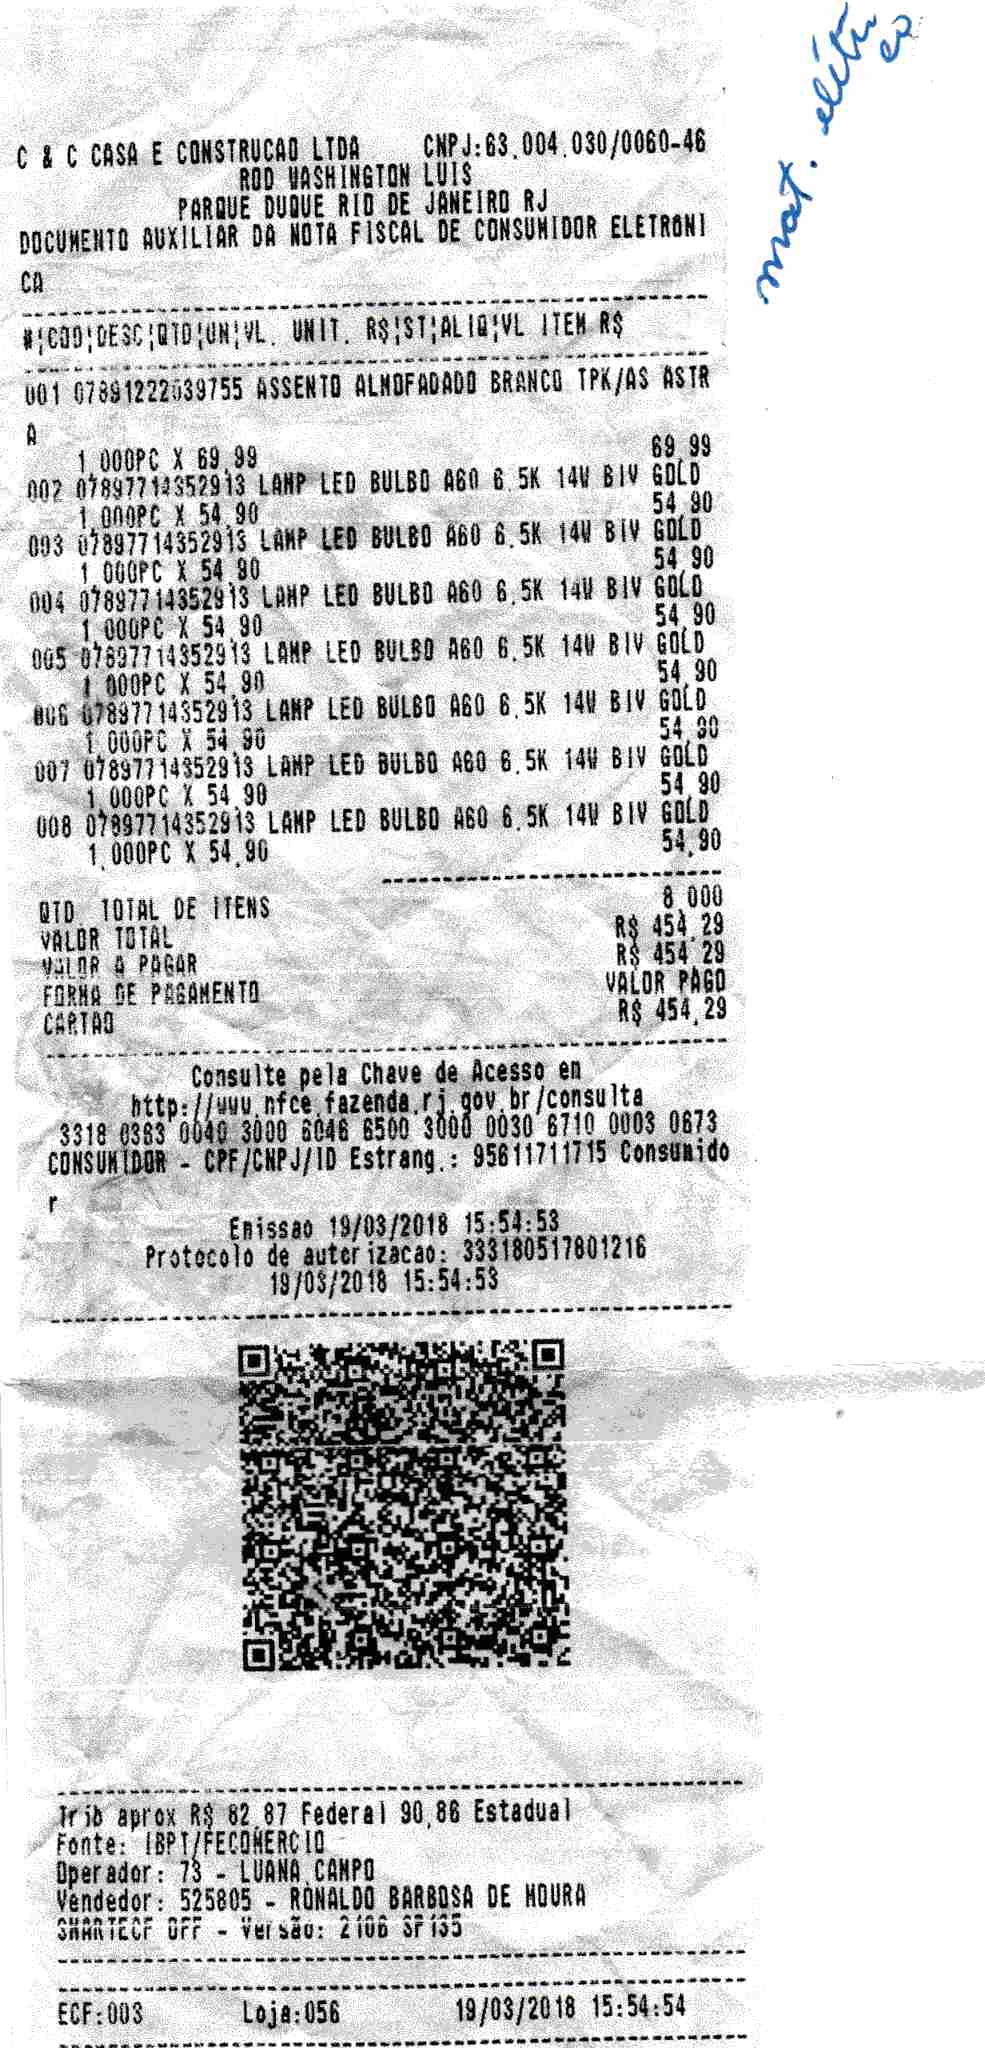 mat. elétrico
C & C CASA E CONSTRUCAO LTDA CNPJ:63.004.030/0060-46
ROD WASHINGTON LUIS
PARQUE DUQUE RIO DE JANEIRO RJ
DOCUMENTO AUXILIAR DA NOTA FISCAL DE CONSUMIDOR ELETRONI
CA
#¦COD¦DESC¦QTD¦UN¦VL. UNIT. R$¦ST¦ALIQ¦VL ITEM R$
001 07891222639755 ASSENTO ALMOFADADO BRANCO TPK/AS ASTR
A
1,000PC X 69,99 69,99
002 07897714352913 LAMP LED BULBO A60 6.5K 14W BIV GOLD
1,000PC X 54,90 54,90
003 07897714352913 LAMP LED BULBO A60 6.5K 14W BIV GOLD
1,000PC X 54,90 54,90
004 07897714352913 LAMP LED BULBO A60 6.5K 14W BIV GOLD
1,000PC X 54,90 54,90
005 07897714352913 LAMP LED BULBO A60 6.5K 14W BIV GOLD
1,000PC X 54,90 54,90
006 07897714352913 LAMP LED BULBO A60 6.5K 14W BIV GOLD
1,000PC X 54,90 54,90
007 07897714352913 LAMP LED BULBO A60 6.5K 14W BIV GOLD
1,000PC X 54,90 54,90
008 07897714352913 LAMP LED BULBO A60 6.5K 14W BIV GOLD
1,000PC X 54,90 54,90
QTD. TOTAL DE ITENS 8,000
VALOR TOTAL R$ 454,29
VALOR A PAGAR R$ 454,29
FORMA DE PAGAMENTO VALOR PAGO
CARTAO R$ 454,29
Consulte pela Chave de Acesso em
http://www.nfce.fazenda.rj.gov.br/consulta
3318 0363 0040 3000 6046 6500 3000 0030 6710 0003 0673
CONSUMIDOR - CPF/CNPJ/ID Estrang.: 95611711715 Consumido
r
Emissao 19/03/2018 15:54:53
Protocolo de autorizacao: 333180517801216
19/03/2018 15:54:53
Trib aprox R$ 82,87 Federal 90,86 Estadual
Fonte: IBPT/FECOMERCIO
Operador: 73 - LUANA.CAMPO
Vendedor: 525805 - RONALDO BARBOSA DE MOURA
SMARTECF OFF - Versão:
ECF:003 Loja:056 19/03/2018 15:54:54